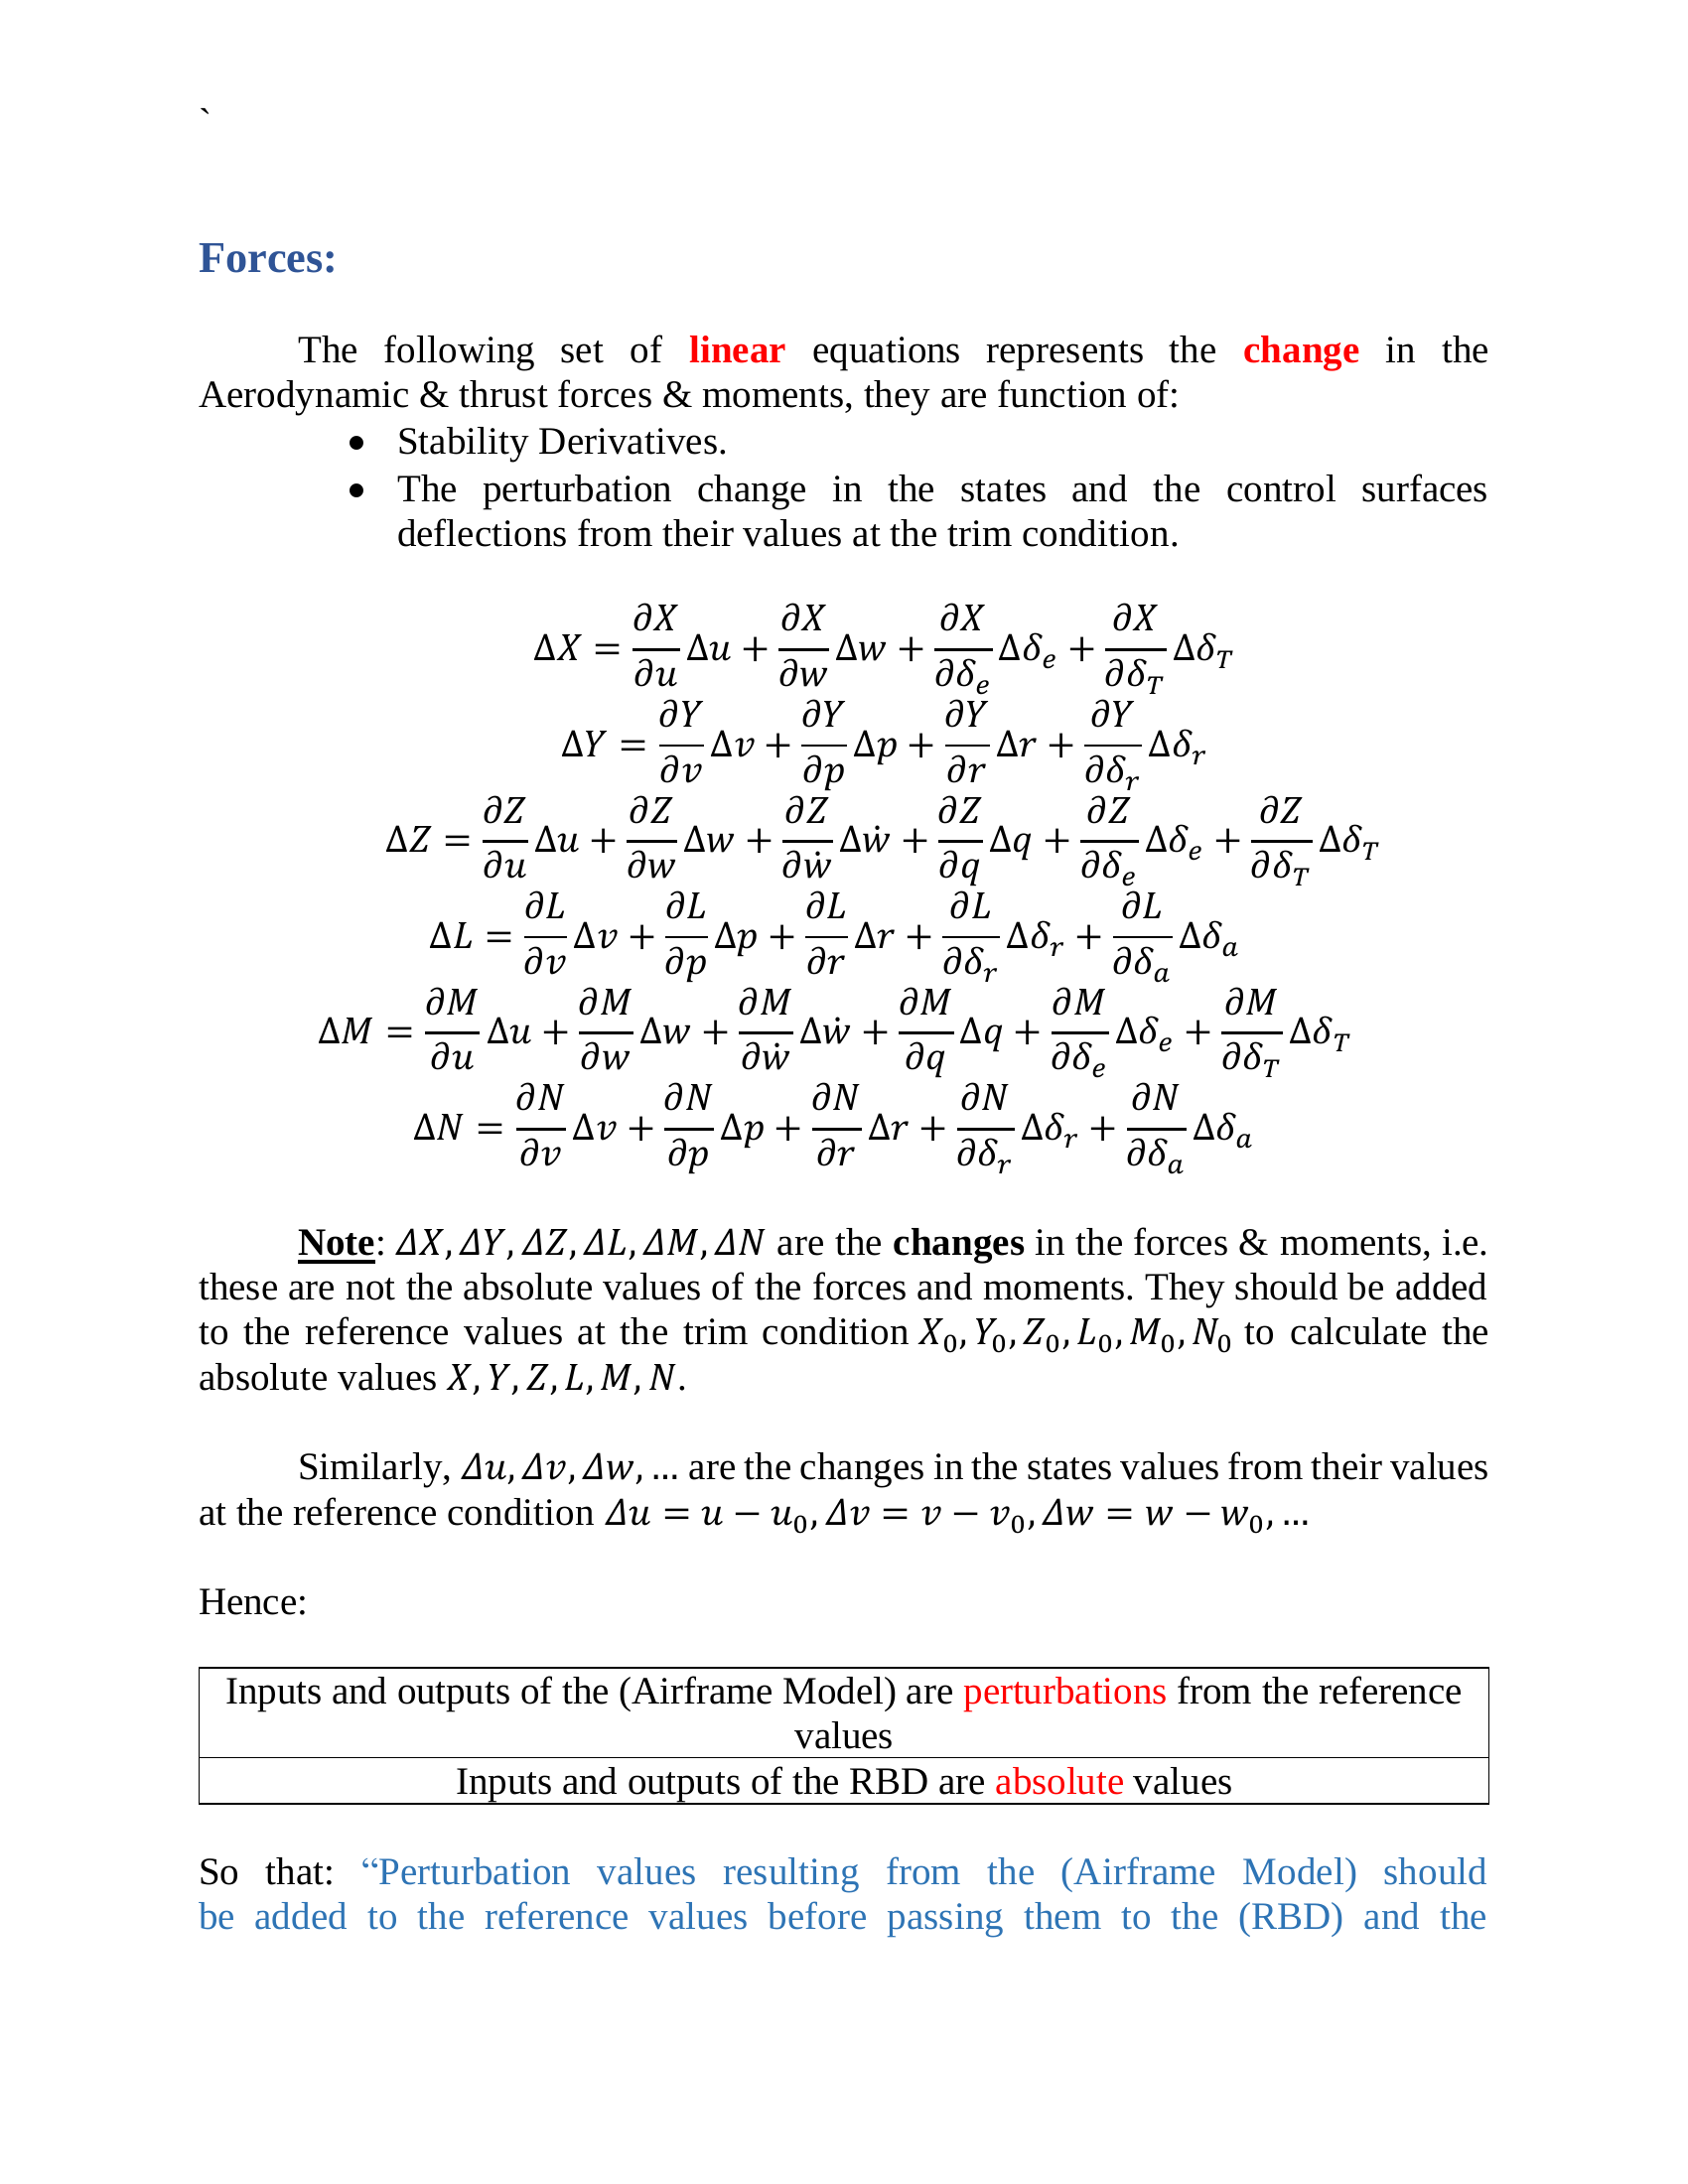 `
Forces:
The following set of linear equations represents the change in the
Aerodynamic & thrust forces & moments, they are function of:
• Stability Derivatives.
• The perturbation change in the states and the control surfaces
deflections from their values at the trim condition.
Δ𝑋 = ∂𝑋/∂𝑢 Δ𝑢 + ∂𝑋/∂𝑤 Δ𝑤 + ∂𝑋/∂𝛿ₑ Δ𝛿ₑ + ∂𝑋/∂𝛿_𝑇 Δ𝛿_𝑇
Δ𝑌 = ∂𝑌/∂𝑣 Δ𝑣 + ∂𝑌/∂𝑝 Δ𝑝 + ∂𝑌/∂𝑟 Δ𝑟 + ∂𝑌/∂𝛿ᵣ Δ𝛿ᵣ
Δ𝑍 = ∂𝑍/∂𝑢 Δ𝑢 + ∂𝑍/∂𝑤 Δ𝑤 + ∂𝑍/∂𝑤̇ Δ𝑤̇ + ∂𝑍/∂𝑞 Δ𝑞 + ∂𝑍/∂𝛿ₑ Δ𝛿ₑ + ∂𝑍/∂𝛿_𝑇 Δ𝛿_𝑇
Δ𝐿 = ∂𝐿/∂𝑣 Δ𝑣 + ∂𝐿/∂𝑝 Δ𝑝 + ∂𝐿/∂𝑟 Δ𝑟 + ∂𝐿/∂𝛿ᵣ Δ𝛿ᵣ + ∂𝐿/∂𝛿ₐ Δ𝛿ₐ
Δ𝑀 = ∂𝑀/∂𝑢 Δ𝑢 + ∂𝑀/∂𝑤 Δ𝑤 + ∂𝑀/∂𝑤̇ Δ𝑤̇ + ∂𝑀/∂𝑞 Δ𝑞 + ∂𝑀/∂𝛿ₑ Δ𝛿ₑ + ∂𝑀/∂𝛿_𝑇 Δ𝛿_𝑇
Δ𝑁 = ∂𝑁/∂𝑣 Δ𝑣 + ∂𝑁/∂𝑝 Δ𝑝 + ∂𝑁/∂𝑟 Δ𝑟 + ∂𝑁/∂𝛿ᵣ Δ𝛿ᵣ + ∂𝑁/∂𝛿ₐ Δ𝛿ₐ
Note: 𝛥𝑋, 𝛥𝑌, 𝛥𝑍, 𝛥𝐿, 𝛥𝑀, 𝛥𝑁 are the changes in the forces & moments, i.e.
these are not the absolute values of the forces and moments. They should be added
to the reference values at the trim condition 𝑋₀, 𝑌₀, 𝑍₀, 𝐿₀, 𝑀₀, 𝑁₀ to calculate the
absolute values 𝑋, 𝑌, 𝑍, 𝐿, 𝑀, 𝑁.
Similarly, 𝛥𝑢, 𝛥𝑣, 𝛥𝑤, … are the changes in the states values from their values
at the reference condition 𝛥𝑢 = 𝑢 − 𝑢₀, 𝛥𝑣 = 𝑣 − 𝑣₀, 𝛥𝑤 = 𝑤 − 𝑤₀, …
Hence:
Inputs and outputs of the (Airframe Model) are perturbations from the reference
values
Inputs and outputs of the RBD are absolute values
So that: “Perturbation values resulting from the (Airframe Model) should
be added to the reference values before passing them to the (RBD) and the